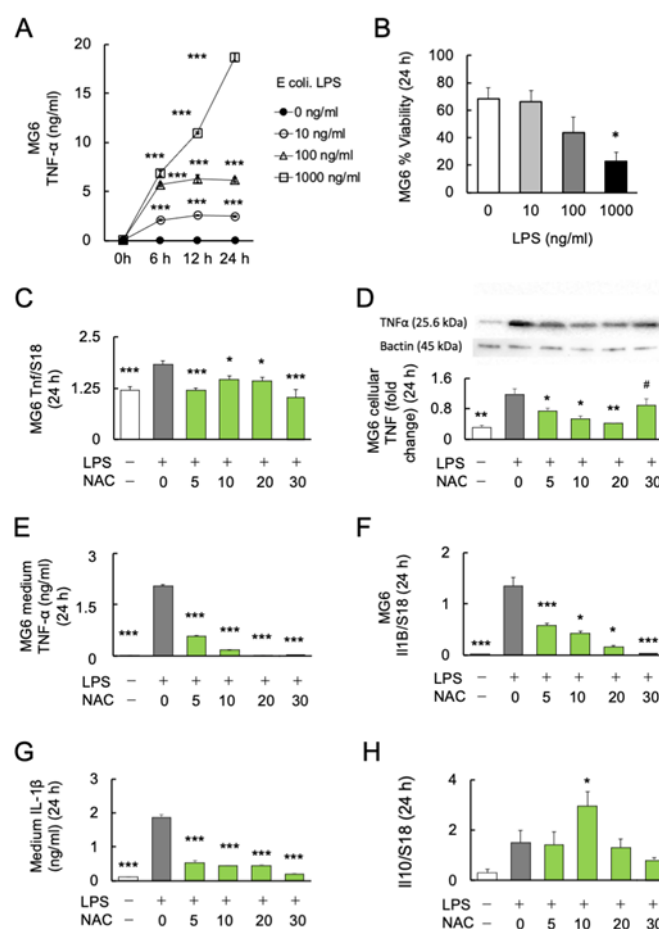 A
MG6
TNF-α (ng/ml)
20
15
10
5
0
0h 6 h 12 h 24 h
***
***
***
***
***
***
***
***
***
E coli. LPS
0 ng/ml
10 ng/ml
100 ng/ml
1000 ng/ml
B
MG6 % Viability (24 h)
100
80
60
40
20
0
*
0 10 100 1000
LPS (ng/ml)
C
MG6 Tnf/S18
(24 h)
2.5
1.25
0
*** *** * * ***
LPS − + + + + +
NAC 0 5 10 20 30
D
TNFα (25.6 kDa)
Bactin (45 kDa)
MG6 cellular
TNF (fold
change) (24 h)
1.6
0.8
0
** * * ** #
LPS − + + + + +
NAC − 0 5 10 20 30
E
MG6 medium
TNF-α (ng/ml)
(24 h)
3
1.5
0
*** *** *** *** ***
LPS − + + + + +
NAC − 0 5 10 20 30
F
MG6
Il1B/S18 (24 h)
2
1
0
*** *** * * ***
LPS − + + + + +
NAC − 0 5 10 20 30
G
Medium IL-1β
(ng/ml) (24 h)
3
2
1
0
*** *** *** *** ***
LPS − + + + + +
NAC − 0 5 10 20 30
H
Il10/S18 (24 h)
4
2
0
*
LPS − + + + + +
NAC − 0 5 10 20 30